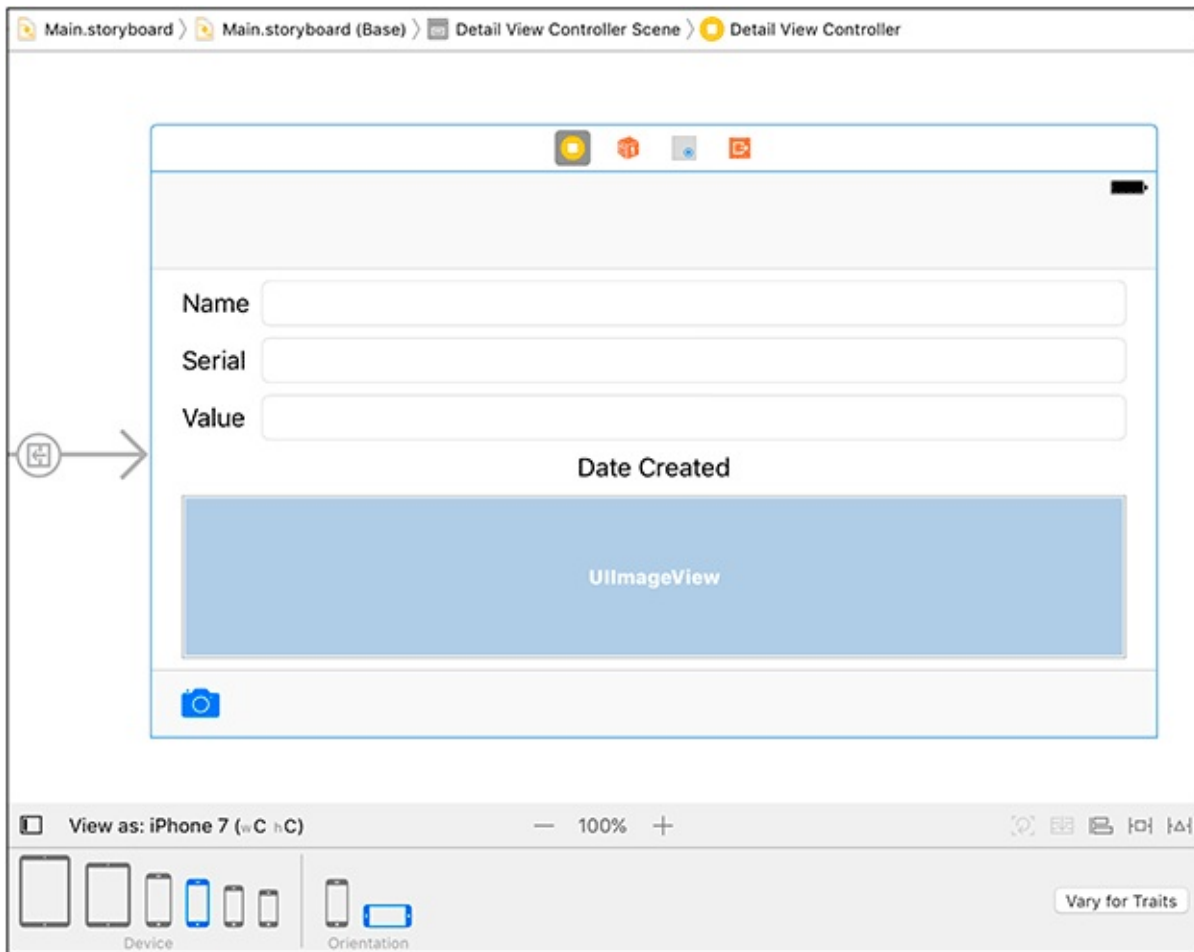 Main.storyboard 〉 Main.storyboard (Base) 〉 Detail View Controller Scene 〉 Detail View Controller
Name
Serial
Value
Date Created
UIImageView
View as: iPhone 7 (wC hC) — 100% +
Vary for Traits
Device Orientation